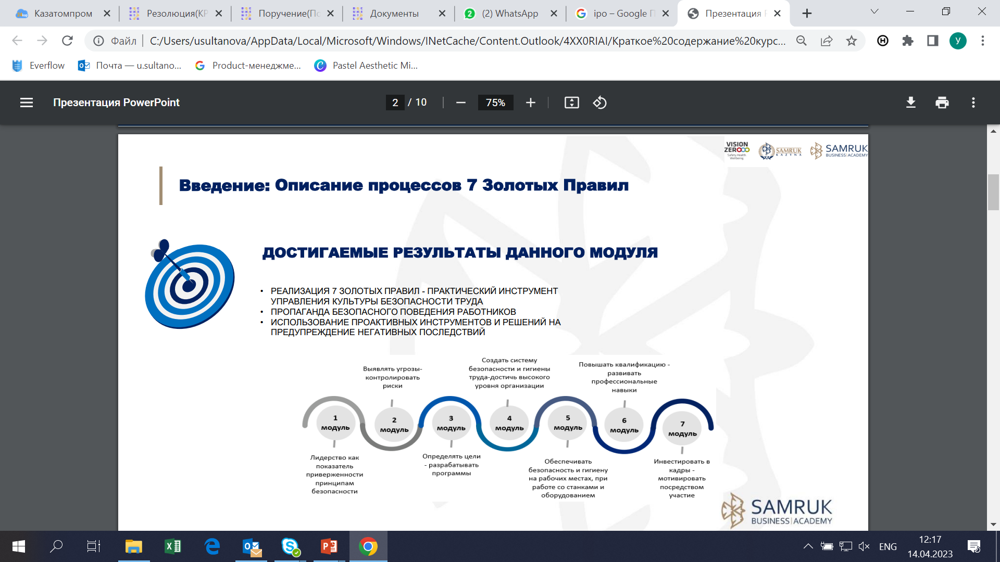 Казатомпром
Резолюция(КР
Поручение(По
Документы
(2) WhatsApp
ipo – Google П
Презентация P
Файл
C:/Users/usultanova/AppData/Local/Microsoft/Windows/INetCache/Content.Outlook/4XX0RIAI/Краткое%20содержание%20курс...
У
Everflow
Почта — u.sultano...
Product-менеджме...
Pastel Aesthetic Mi...
Презентация PowerPoint
2 / 10
75%
VISION
ZERO
Safety.Health.
Wellbeing
SAMRUK
KAZYNA
SAMRUK
BUSINESS|ACADEMY
Введение: Описание процессов 7 Золотых Правил
ДОСТИГАЕМЫЕ РЕЗУЛЬТАТЫ ДАННОГО МОДУЛЯ
• РЕАЛИЗАЦИЯ 7 ЗОЛОТЫХ ПРАВИЛ - ПРАКТИЧЕСКИЙ ИНСТРУМЕНТ
УПРАВЛЕНИЯ КУЛЬТУРЫ БЕЗОПАСНОСТИ ТРУДА
• ПРОПАГАНДА БЕЗОПАСНОГО ПОВЕДЕНИЯ РАБОТНИКОВ
• ИСПОЛЬЗОВАНИЕ ПРОАКТИВНЫХ ИНСТРУМЕНТОВ И РЕШЕНИЙ НА
ПРЕДУПРЕЖДЕНИЕ НЕГАТИВНЫХ ПОСЛЕДСТВИЙ
Выявлять угрозы-
контролировать
риски
Создать систему
безопасности и гигиены
труда-достичь высокого
уровня организации
Повышать квалификацию -
развивать
профессиональные
навыки
1
модуль
2
модуль
3
модуль
4
модуль
5
модуль
6
модуль
7
модуль
Лидерство как
показатель
приверженности
принципам
безопасности
Определять цели
- разрабатывать
программы
Обеспечивать
безопасность и гигиену
на рабочих местах, при
работе со станками и
оборудованием
Инвестировать в
кадры -
мотивировать
посредством
участие
SAMRUK
BUSINESS|ACADEMY
ENG
12:17
14.04.2023